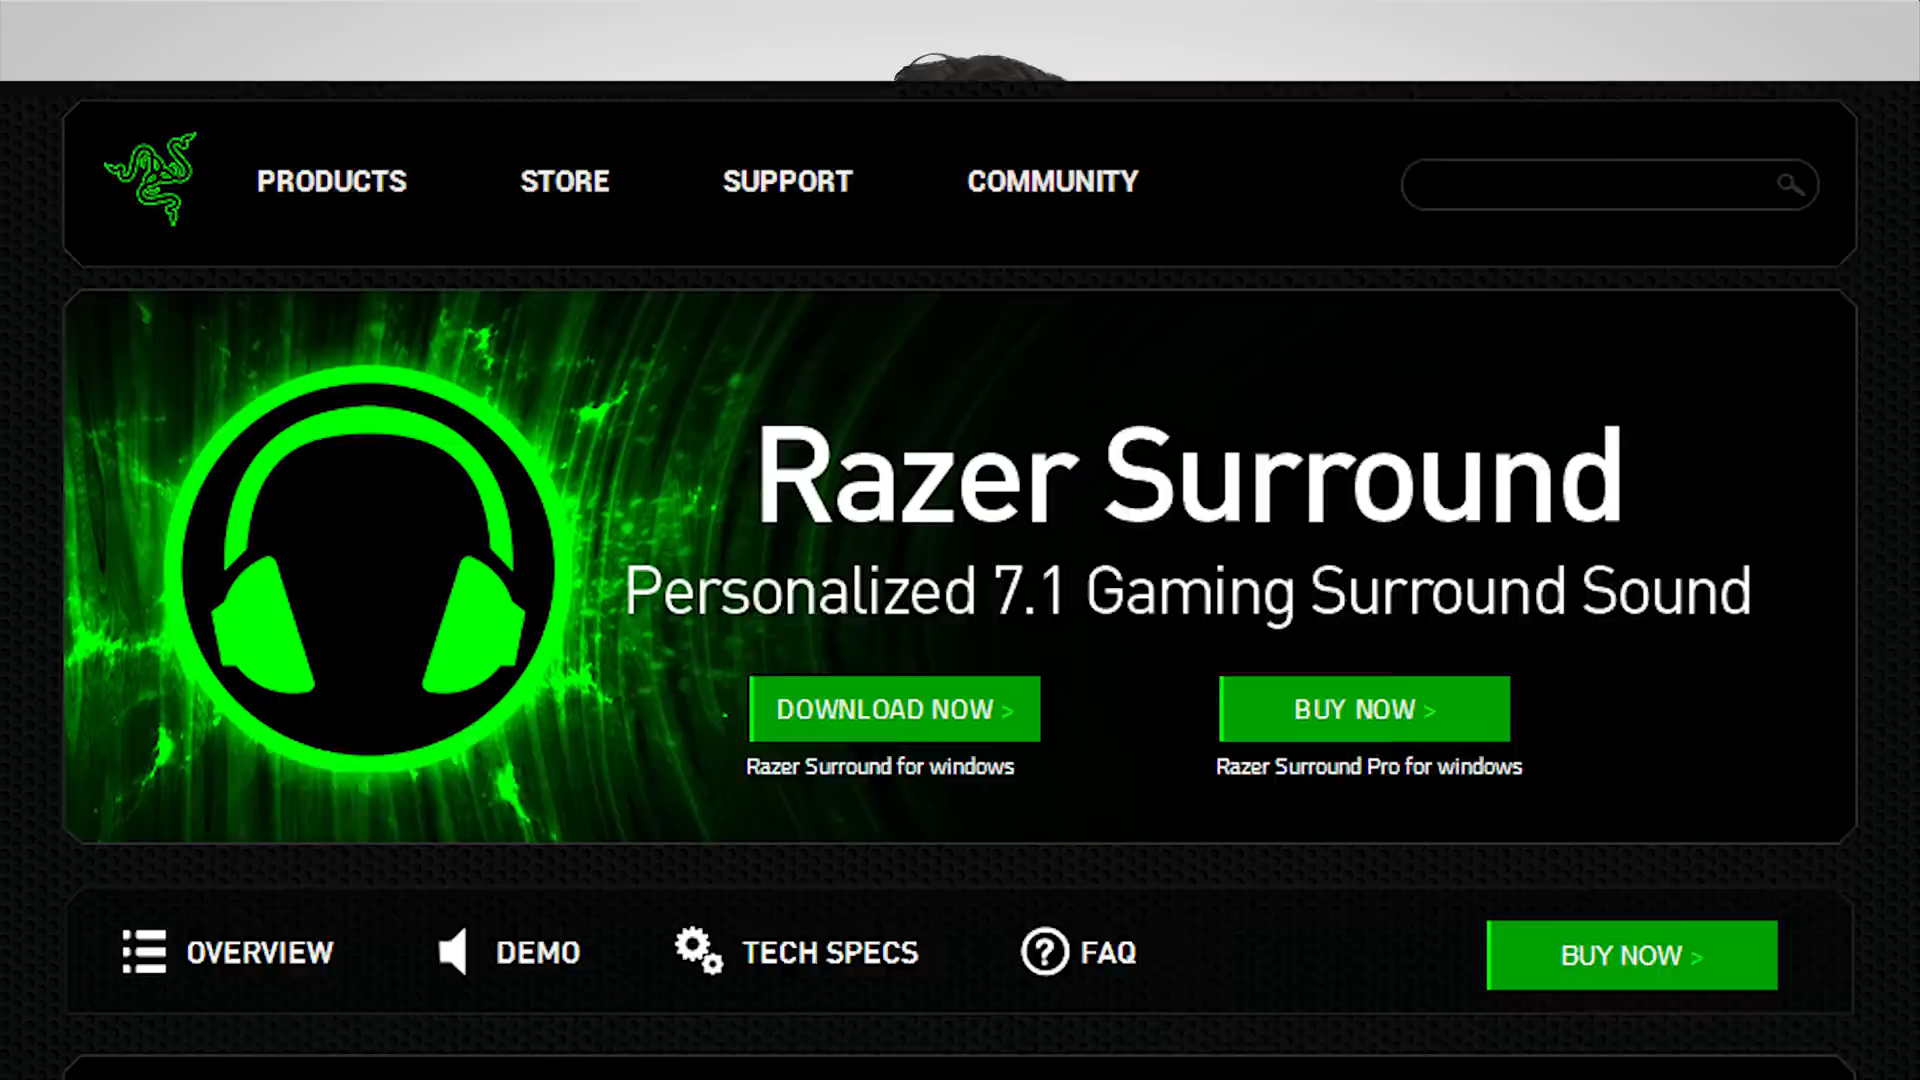 PRODUCTS STORE SUPPORT COMMUNITY
Razer Surround
Personalized 7.1 Gaming Surround Sound
DOWNLOAD NOW > BUY NOW >
Razer Surround for windows Razer Surround Pro for windows
OVERVIEW DEMO TECH SPECS ? FAQ BUY NOW >